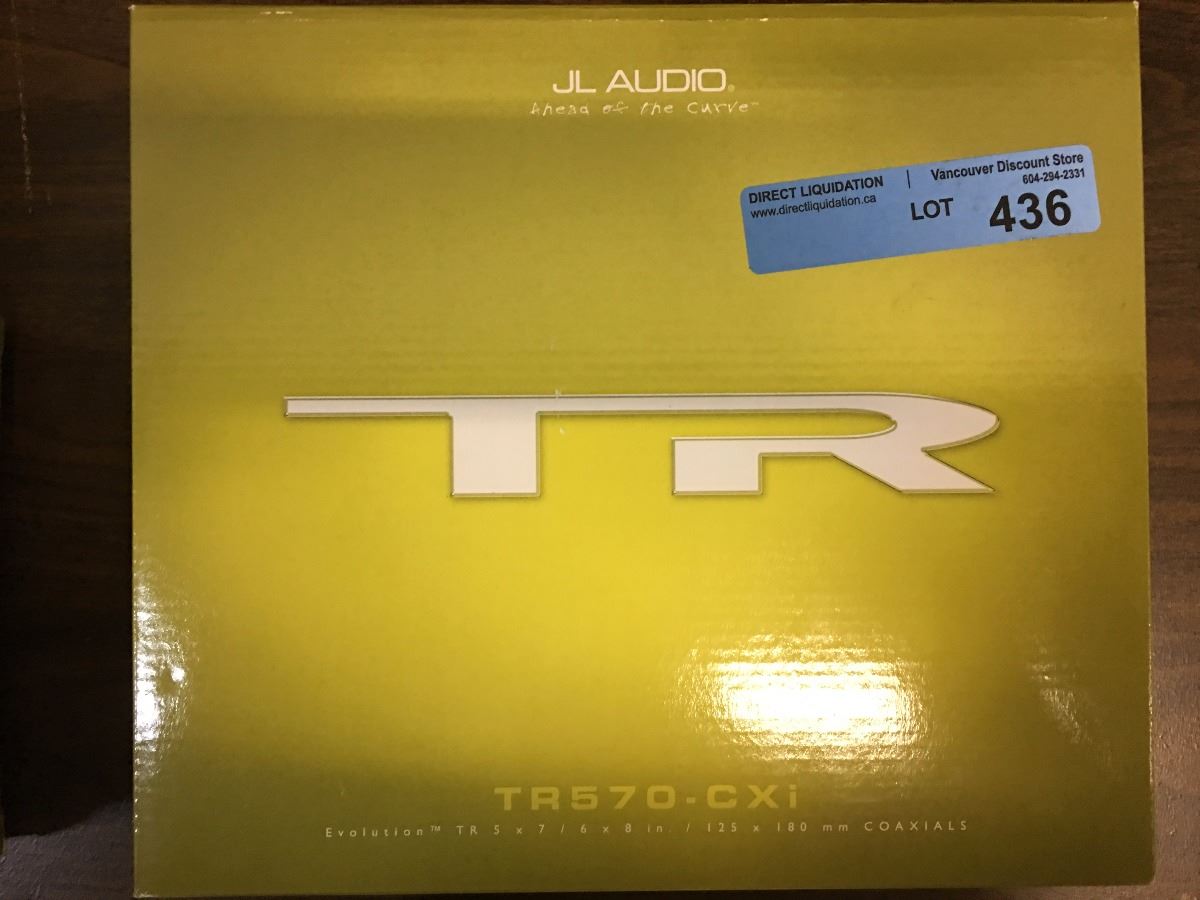 JL AUDIO®
Ahead of the Curve™
DIRECT LIQUIDATION | Vancouver Discount Store
www.directliquidation.ca 604-294-2331
LOT 436
TR
TR570-CXi
Evolution™ TR 5 x 7 / 6 x 8 in. / 125 x 180 mm COAXIALS